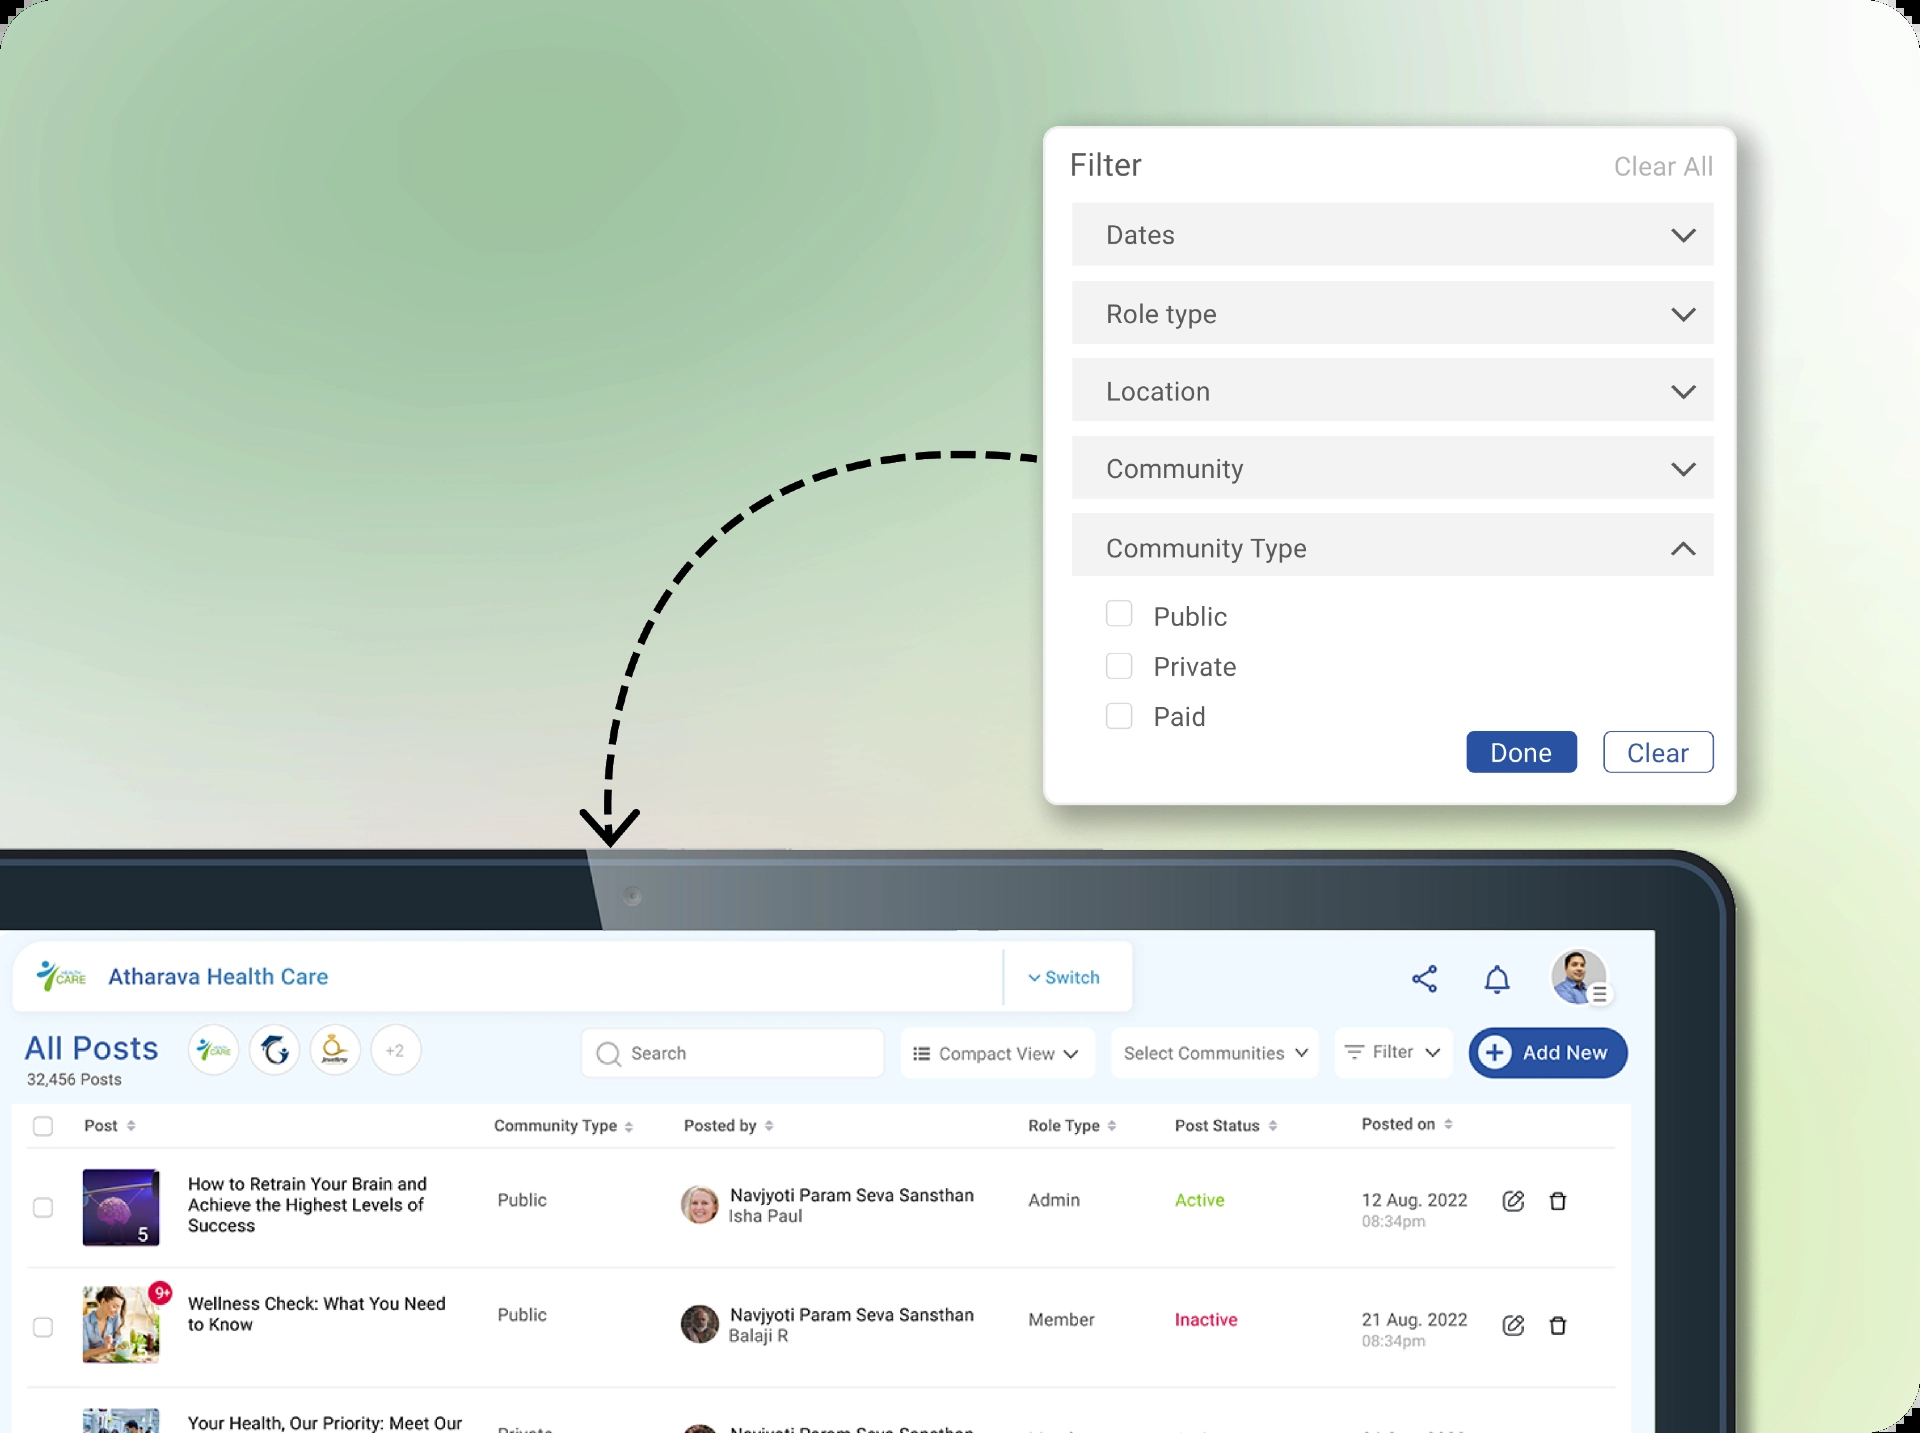 Filter
Clear All
Dates
Role type
Location
Community
Community Type
Public
Private
Paid
Done
Clear
HEALTH
CARE
Atharava Health Care
Switch
All Posts
32,456 Posts
+2
Search
Compact View
Select Communities
Filter
Add New
Post
Community Type
Posted by
Role Type
Post Status
Posted on
5
How to Retrain Your Brain and
Achieve the Highest Levels of
Success
Public
Navjyoti Param Seva Sansthan
Isha Paul
Admin
Active
12 Aug. 2022
08:34pm
9+
Wellness Check: What You Need
to Know
Public
Navjyoti Param Seva Sansthan
Balaji R
Member
Inactive
21 Aug. 2022
08:34pm
Your Health, Our Priority: Meet Our
Private
Navjyoti Param Seva Sansthan